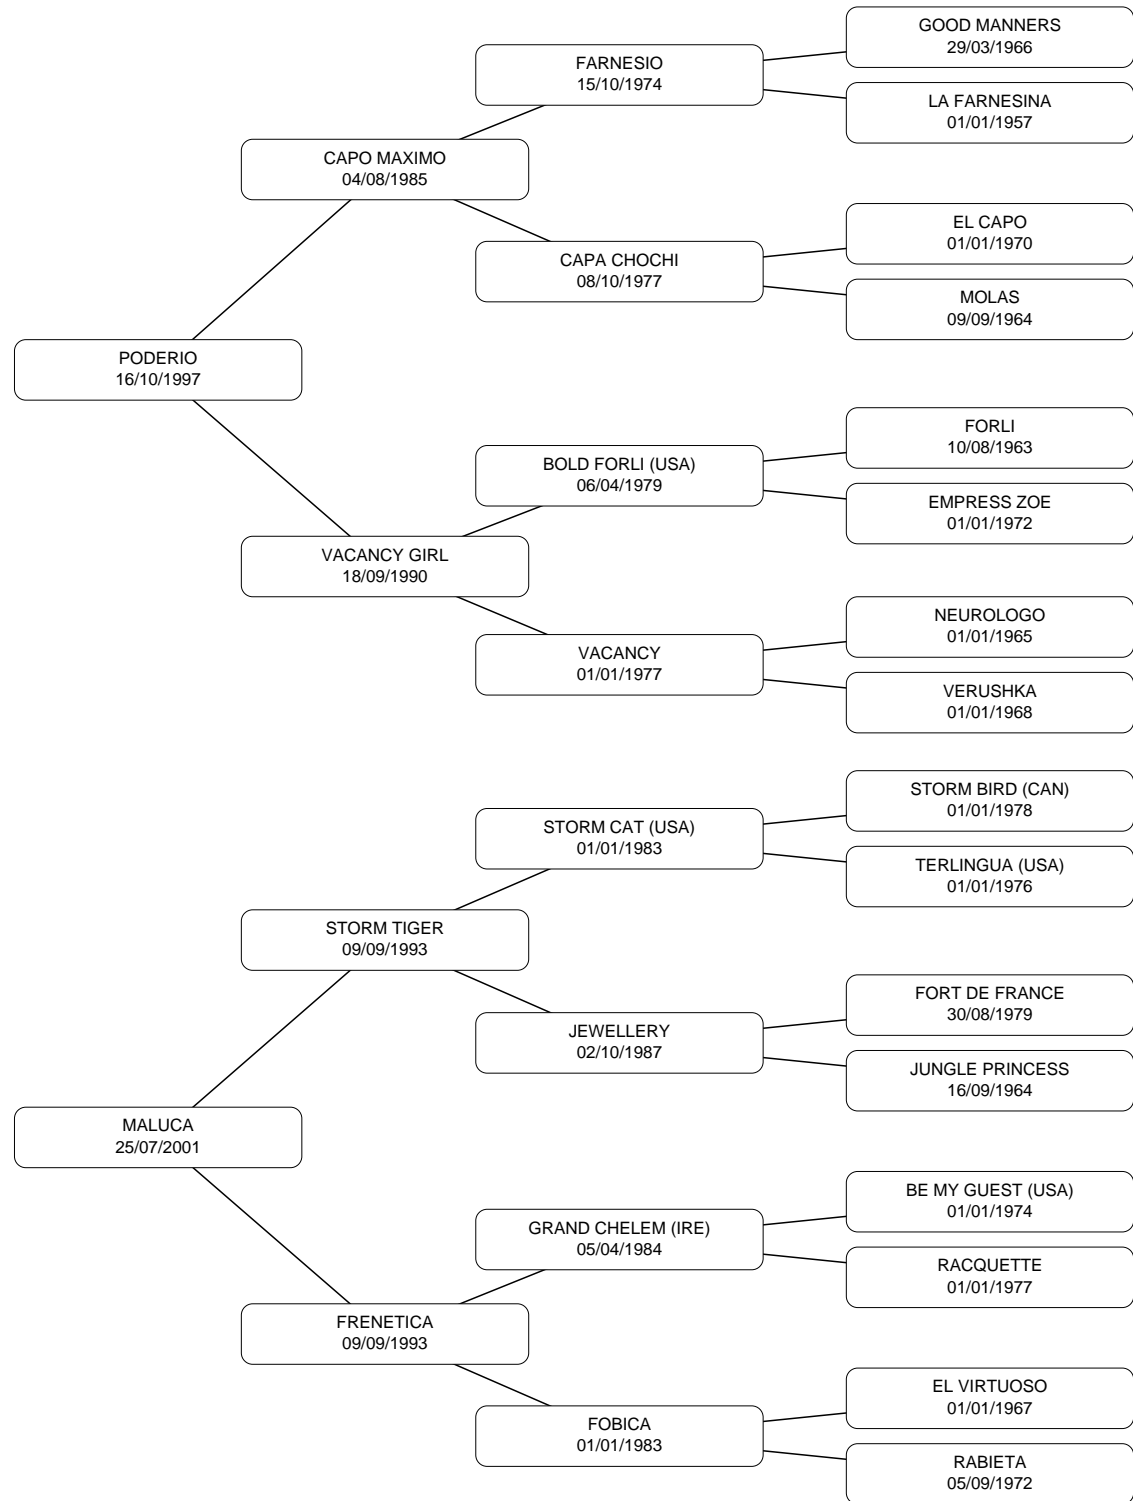 GOOD MANNERS
29/03/1966
FARNESIO
15/10/1974
LA FARNESINA
01/01/1957
CAPO MAXIMO
04/08/1985
EL CAPO
01/01/1970
CAPA CHOCHI
08/10/1977
MOLAS
09/09/1964
PODERIO
16/10/1997
FORLI
10/08/1963
BOLD FORLI (USA)
06/04/1979
EMPRESS ZOE
01/01/1972
VACANCY GIRL
18/09/1990
NEUROLOGO
01/01/1965
VACANCY
01/01/1977
VERUSHKA
01/01/1968
STORM BIRD (CAN)
01/01/1978
STORM CAT (USA)
01/01/1983
TERLINGUA (USA)
01/01/1976
STORM TIGER
09/09/1993
FORT DE FRANCE
30/08/1979
JEWELLERY
02/10/1987
JUNGLE PRINCESS
16/09/1964
MALUCA
25/07/2001
BE MY GUEST (USA)
01/01/1974
GRAND CHELEM (IRE)
05/04/1984
RACQUETTE
01/01/1977
FRENETICA
09/09/1993
EL VIRTUOSO
01/01/1967
FOBICA
01/01/1983
RABIETA
05/09/1972